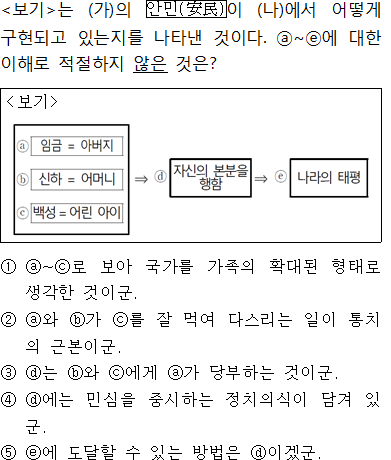 <보기>는 (가)의 안민(安民)이 (나)에서 어떻게
구현되고 있는지를 나타낸 것이다. ⓐ~ⓔ에 대한
이해로 적절하지 않은 것은?
<보기>
ⓐ 임금 = 아버지
ⓑ 신하 = 어머니
ⓒ 백성 = 어린 아이
⇒ ⓓ 자신의 본분을
행함
⇒ ⓔ 나라의 태평
① ⓐ~ⓒ로 보아 국가를 가족의 확대된 형태로
생각한 것이군.
② ⓐ와 ⓑ가 ⓒ를 잘 먹여 다스리는 일이 통치
의 근본이군.
③ ⓓ는 ⓑ와 ⓒ에게 ⓐ가 당부하는 것이군.
④ ⓓ에는 민심을 중시하는 정치의식이 담겨 있
군.
⑤ ⓔ에 도달할 수 있는 방법은 ⓓ이겠군.